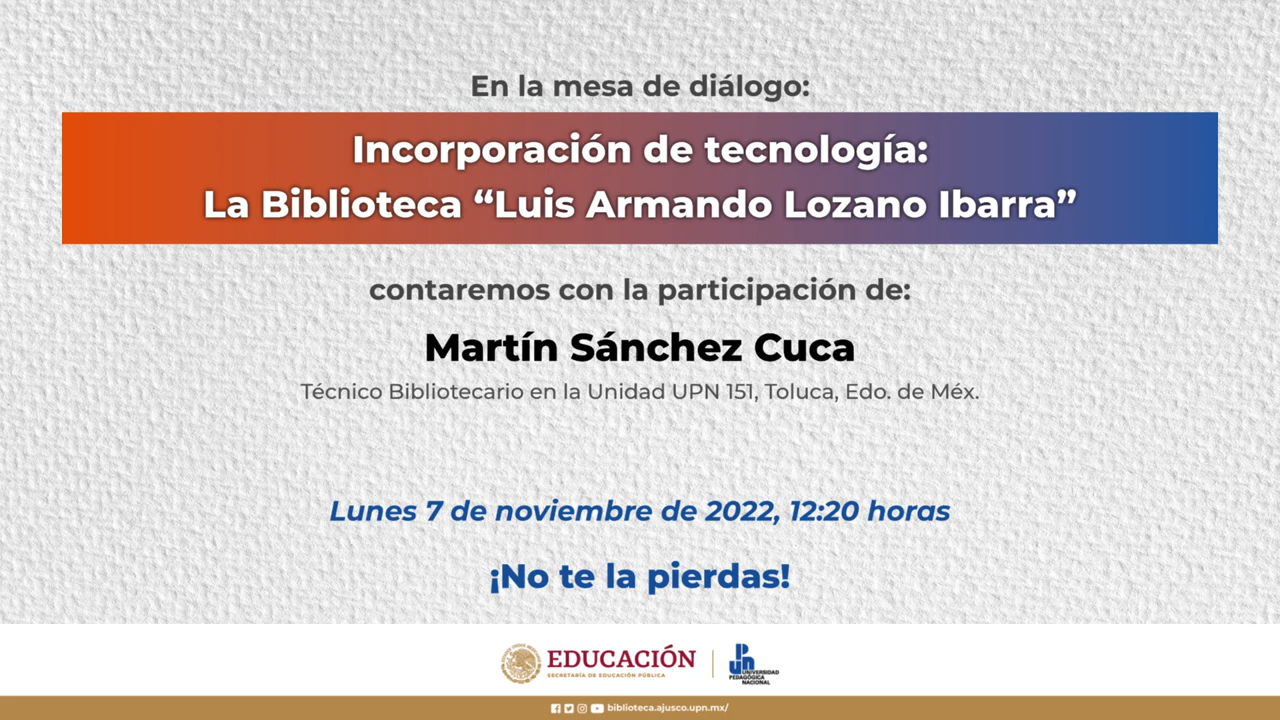 En la mesa de diálogo:
Incorporación de tecnología:
La Biblioteca “Luis Armando Lozano Ibarra”
contaremos con la participación de:
Martín Sánchez Cuca
Técnico Bibliotecario en la Unidad UPN 151, Toluca, Edo. de Méx.
Lunes 7 de noviembre de 2022, 12:20 horas
¡No te la pierdas!
EDUCACIÓN
SECRETARÍA DE EDUCACIÓN PÚBLICA
UNIVERSIDAD
PEDAGÓGICA
NACIONAL
biblioteca.ajusco.upn.mx/